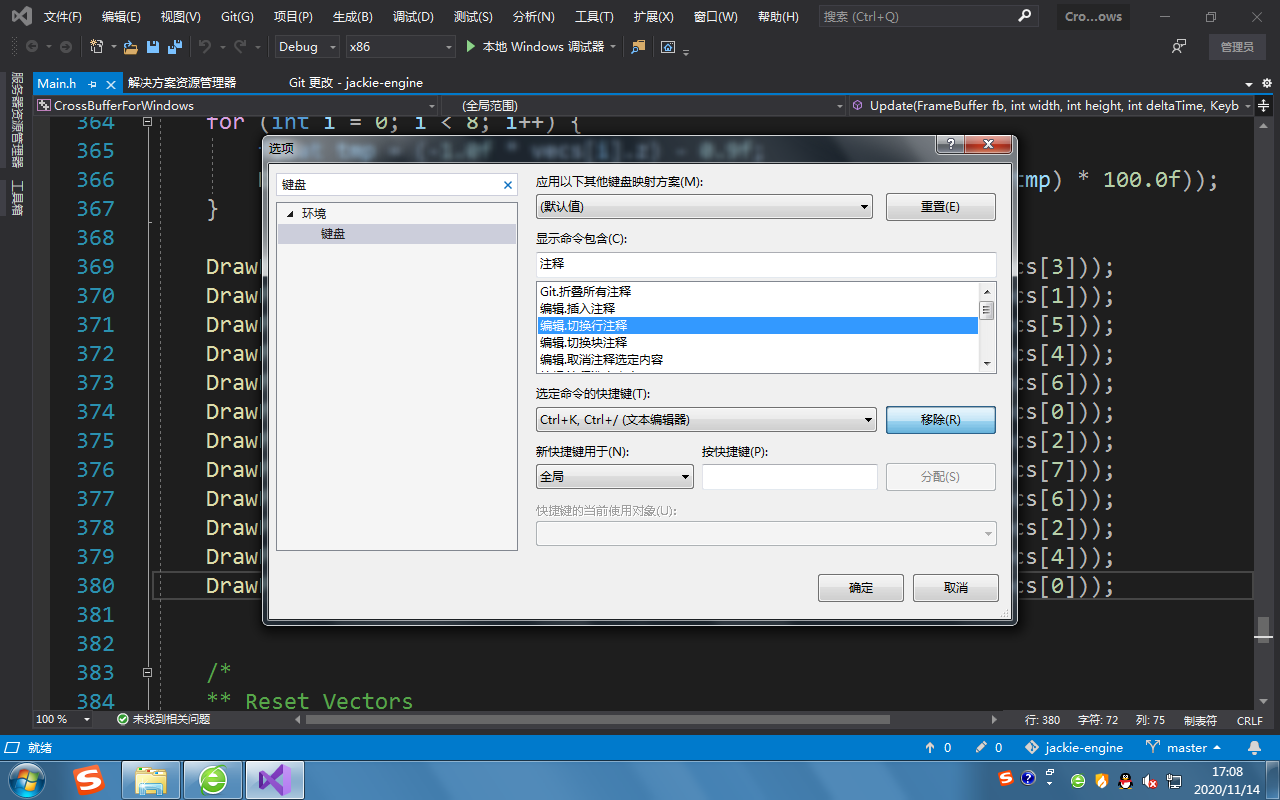 文件(F) 编辑(E) 视图(V) Git(G) 项目(P) 生成(B) 调试(D) 测试(S) 分析(N) 工具(T) 扩展(X) 窗口(W) 帮助(H) 搜索 (Ctrl+Q) Cro...ows
Debug x86 本地 Windows 调试器 管理员
服务器资源管理器
工具箱
Main.h 解决方案资源管理器 Git 更改 - jackie-engine
CrossBufferForWindows (全局范围) Update(FrameBuffer fb, int width, int height, int deltaTime, Keyb
364 for (int i = 0; i < 8; i++) {
365 tmp = (-1.0f * vecs[i].z) - 0.9f;
366 tmp) * 100.0f));
367 }
368
369 Draw cs[3]));
370 Draw cs[1]));
371 Draw cs[5]));
372 Draw cs[4]));
373 Draw cs[6]));
374 Draw cs[0]));
375 Draw cs[2]));
376 Draw cs[7]));
377 Draw cs[6]));
378 Draw cs[2]));
379 Draw cs[4]));
380 Draw cs[0]));
381
382
383 /*
384 ** Reset Vectors
选项
键盘
环境
键盘
应用以下其他键盘映射方案(M):
(默认值) 重置(E)
显示命令包含(C):
注释
Git.折叠所有注释
编辑.插入注释
编辑.切换行注释
编辑.切换块注释
编辑.取消注释选定内容
选定命令的快捷键(T):
Ctrl+K, Ctrl+/ (文本编辑器) 移除(R)
新快捷键用于(N): 按快捷键(P):
全局 分配(S)
快捷键的当前使用对象(U):
确定 取消
100 % 未找到相关问题 行: 380 字符: 72 列: 75 制表符 CRLF
就绪 0 0 jackie-engine master
17:08
2020/11/14